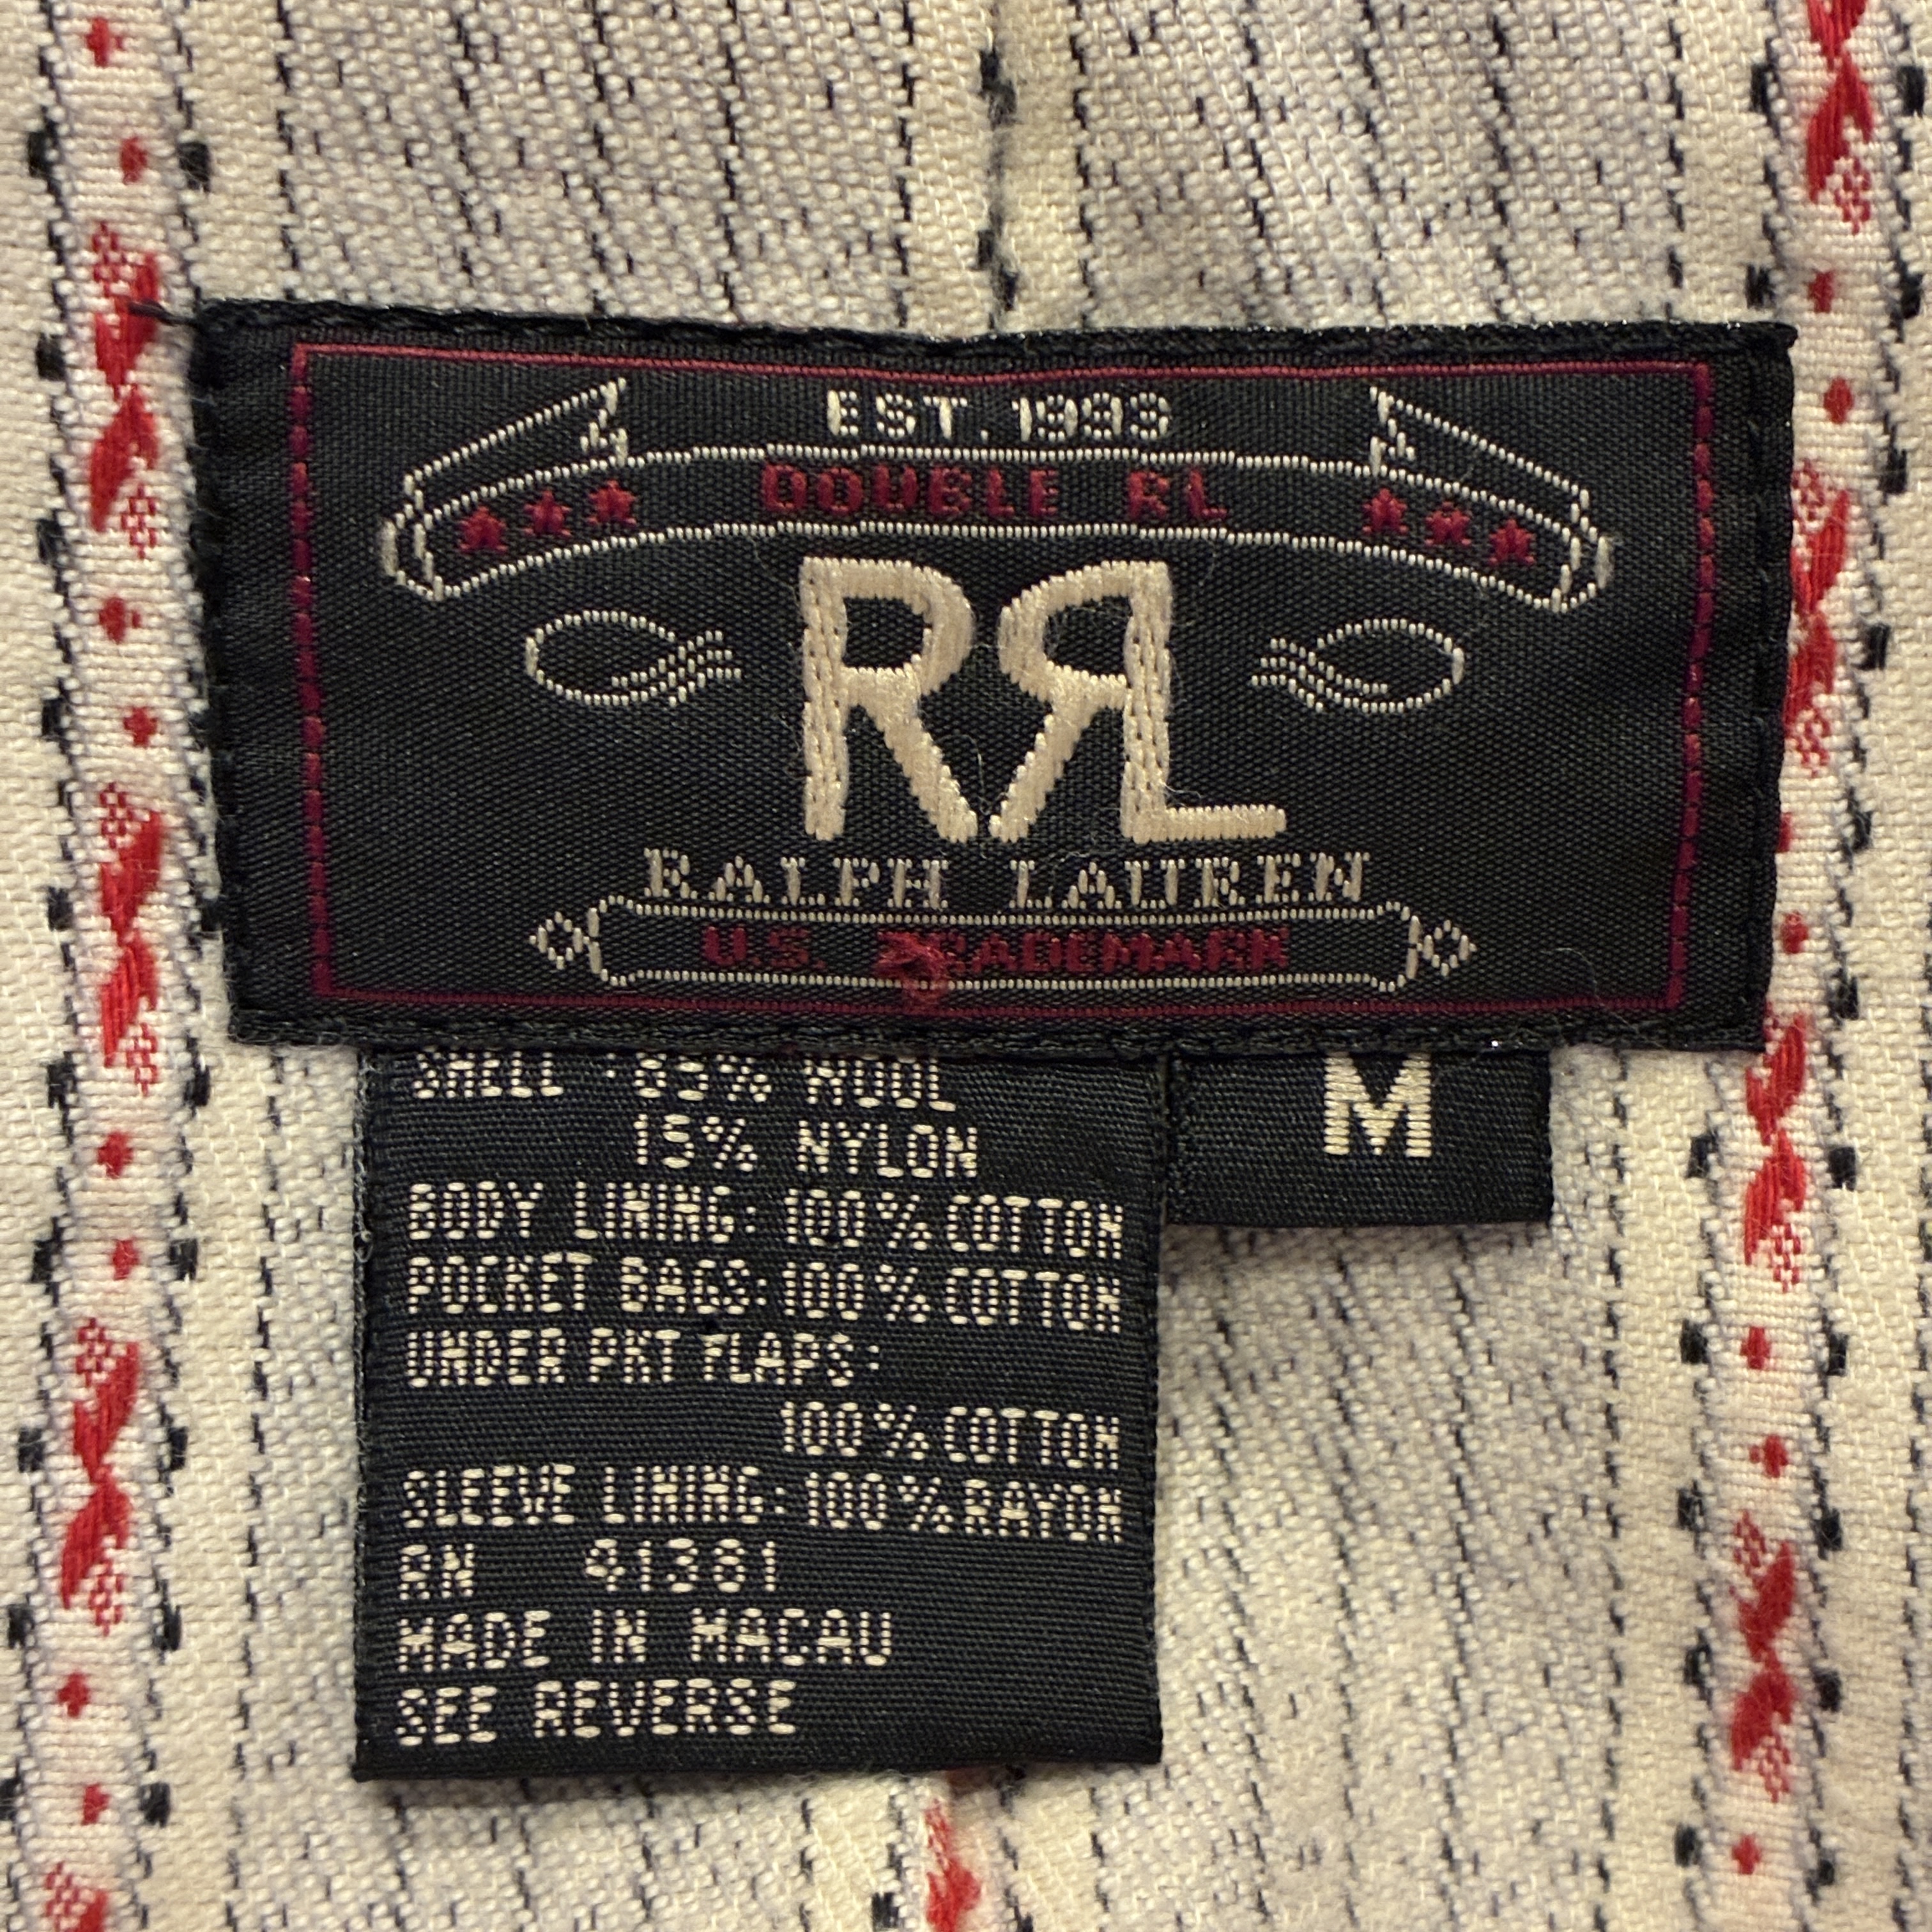 EST. 1993
DOUBLE RL
RRL
RALPH LAUREN
U.S. TRADEMARK
M
SHELL : 85% WOOL
15% NYLON
BODY LINING: 100% COTTON
POCKET BAGS: 100% COTTON
UNDER PKT FLAPS:
100% COTTON
SLEEVE LINING: 100% RAYON
RN 41381
MADE IN MACAU
SEE REVERSE